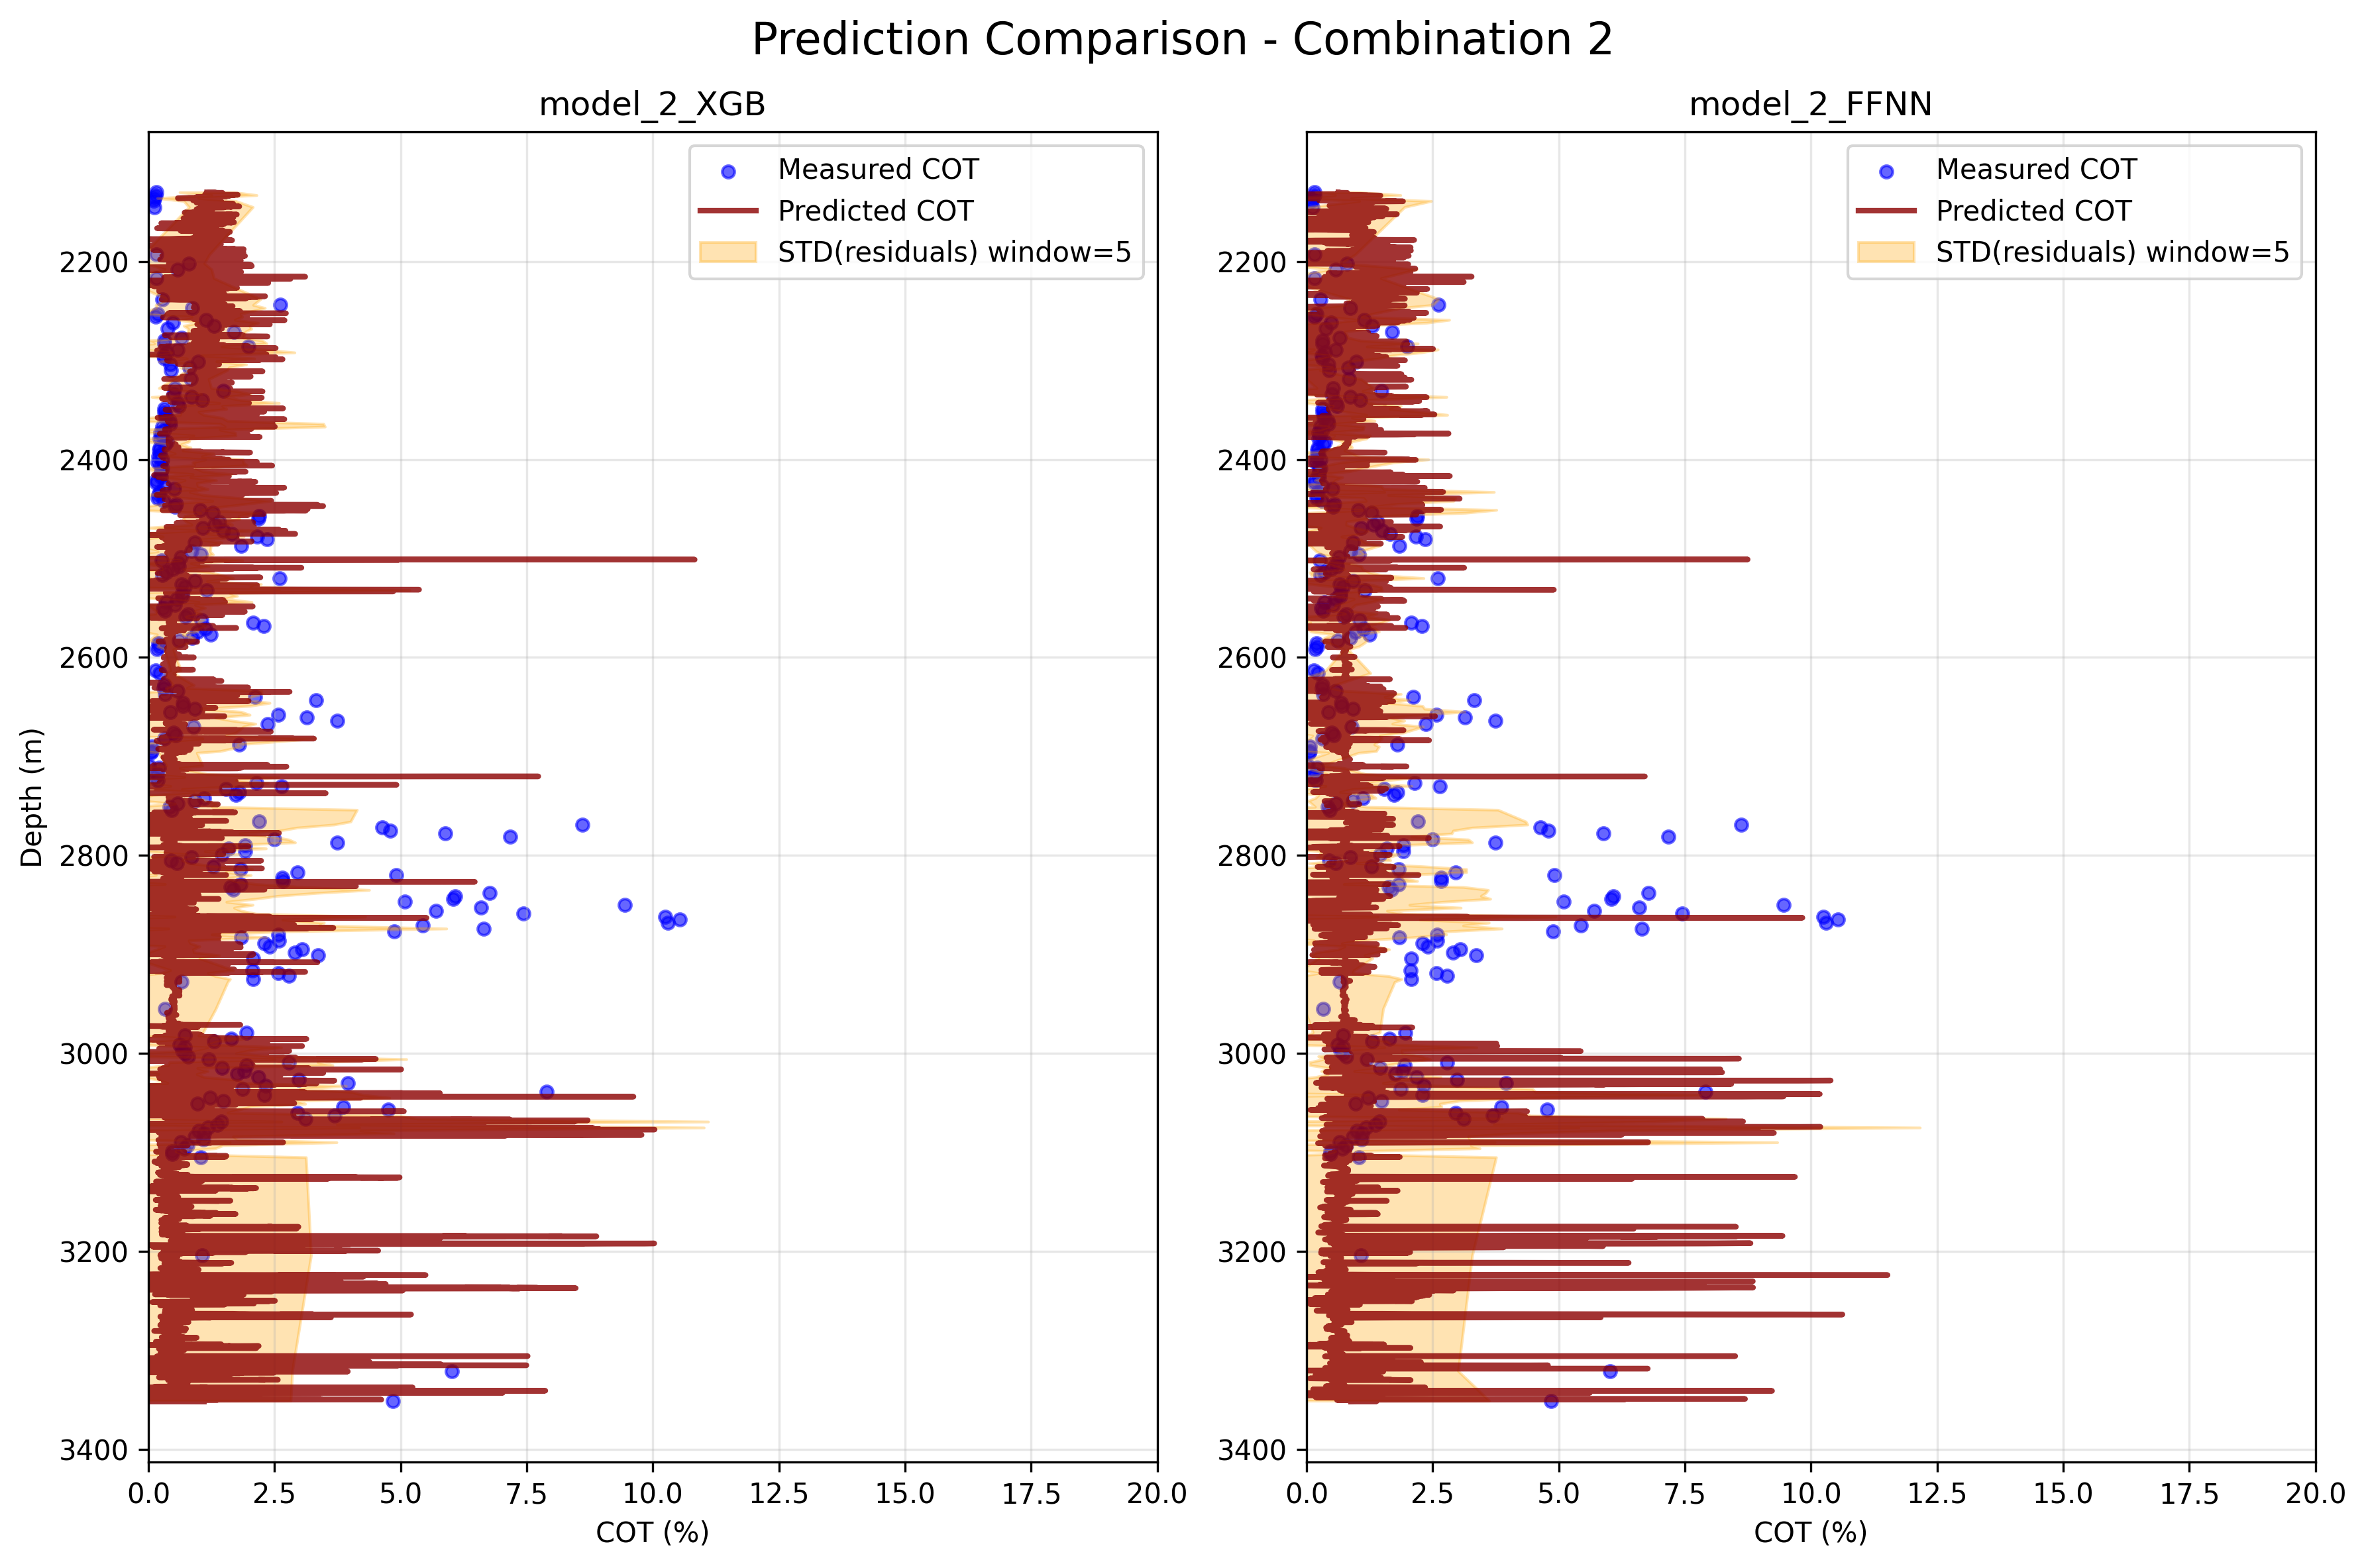 Prediction Comparison - Combination 2
model_2_XGB
Measured COT
Predicted COT
STD(residuals) window=5
2200
2400
2600
2800
3000
3200
3400
Depth (m)
0.0 2.5 5.0 7.5 10.0 12.5 15.0 17.5 20.0
COT (%)
model_2_FFNN
Measured COT
Predicted COT
STD(residuals) window=5
2200
2400
2600
2800
3000
3200
3400
0.0 2.5 5.0 7.5 10.0 12.5 15.0 17.5 20.0
COT (%)